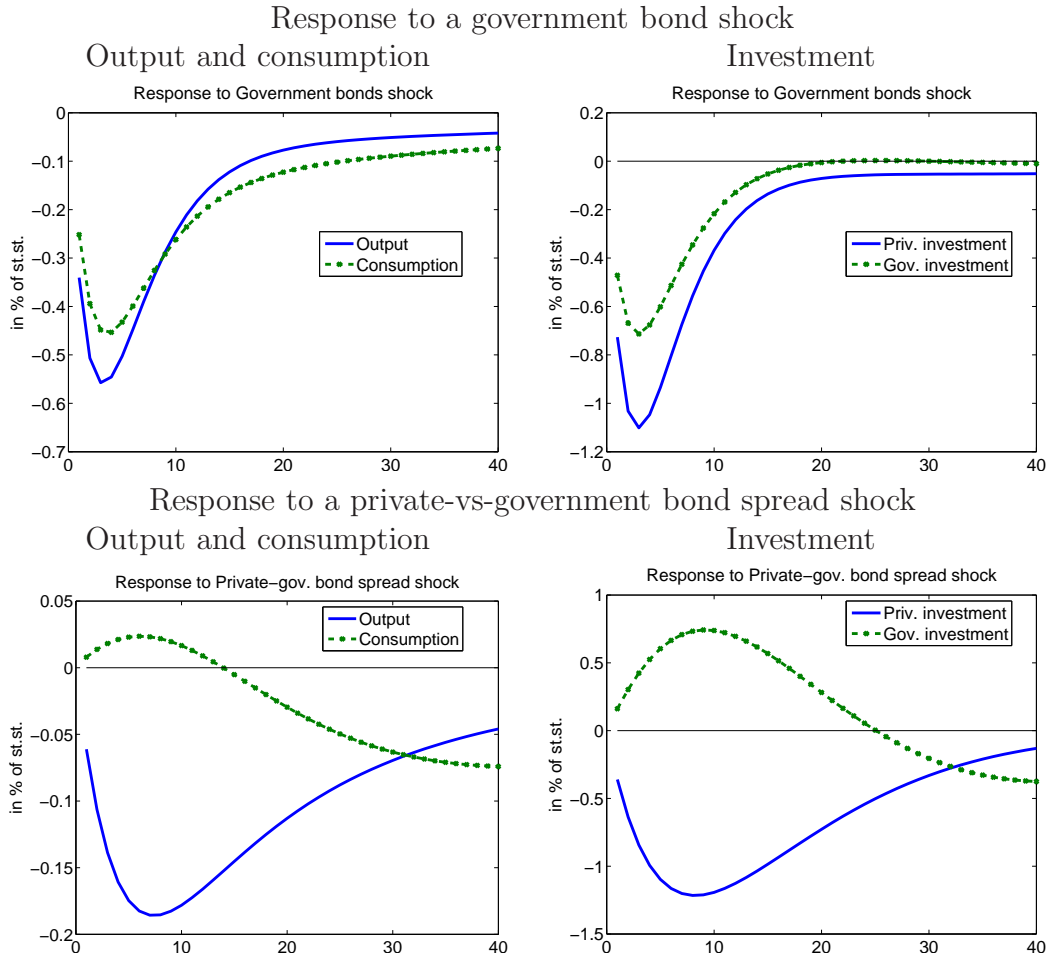 Response to a government bond shock
Output and consumption
Investment
Response to Government bonds shock
0
−0.1
−0.2
−0.3
−0.4
−0.5
−0.6
−0.7
in % of st.st.
Output
Consumption
0 10 20 30 40
Response to Government bonds shock
0.2
0
−0.2
−0.4
−0.6
−0.8
−1
−1.2
in % of st.st.
Priv. investment
Gov. investment
0 10 20 30 40
Response to a private-vs-government bond spread shock
Output and consumption
Investment
Response to Private−gov. bond spread shock
0.05
0
−0.05
−0.1
−0.15
−0.2
in % of st.st.
Output
Consumption
0 10 20 30 40
Response to Private−gov. bond spread shock
1
0.5
0
−0.5
−1
−1.5
in % of st.st.
Priv. investment
Gov. investment
0 10 20 30 40